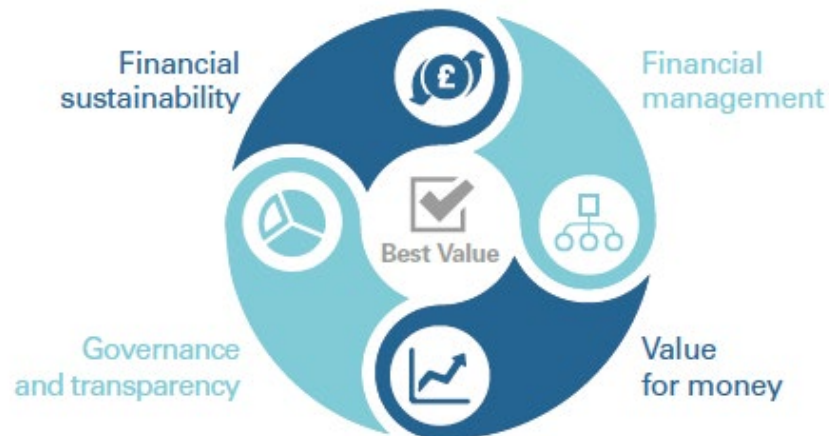 Financial
sustainability
Financial
management
£
Best Value
Governance
and transparency
Value
for money